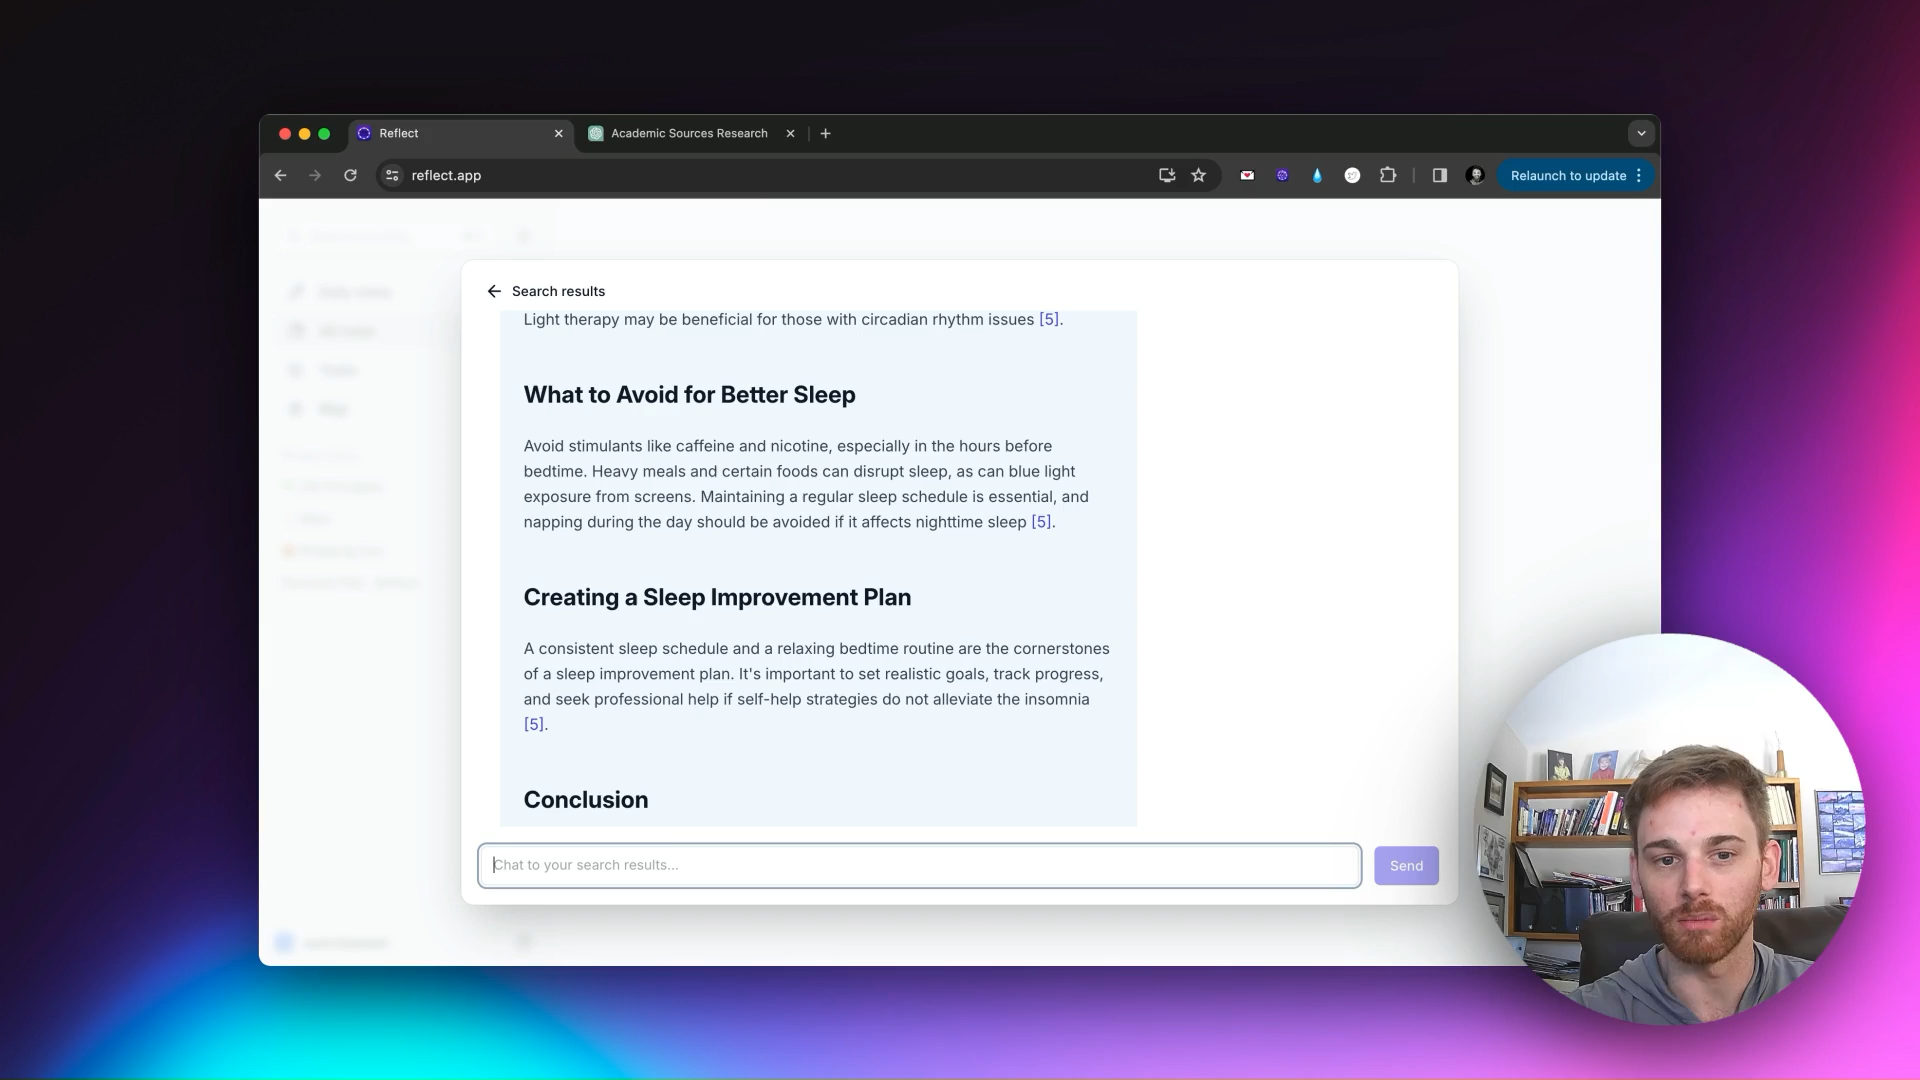 Reflect
Academic Sources Research
reflect.app
Relaunch to update
Search results
Light therapy may be beneficial for those with circadian rhythm issues [5].
What to Avoid for Better Sleep
Avoid stimulants like caffeine and nicotine, especially in the hours before
bedtime. Heavy meals and certain foods can disrupt sleep, as can blue light
exposure from screens. Maintaining a regular sleep schedule is essential, and
napping during the day should be avoided if it affects nighttime sleep [5].
Creating a Sleep Improvement Plan
A consistent sleep schedule and a relaxing bedtime routine are the cornerstones
of a sleep improvement plan. It's important to set realistic goals, track progress,
and seek professional help if self-help strategies do not alleviate the insomnia
[5].
Conclusion
Chat to your search results...
Send